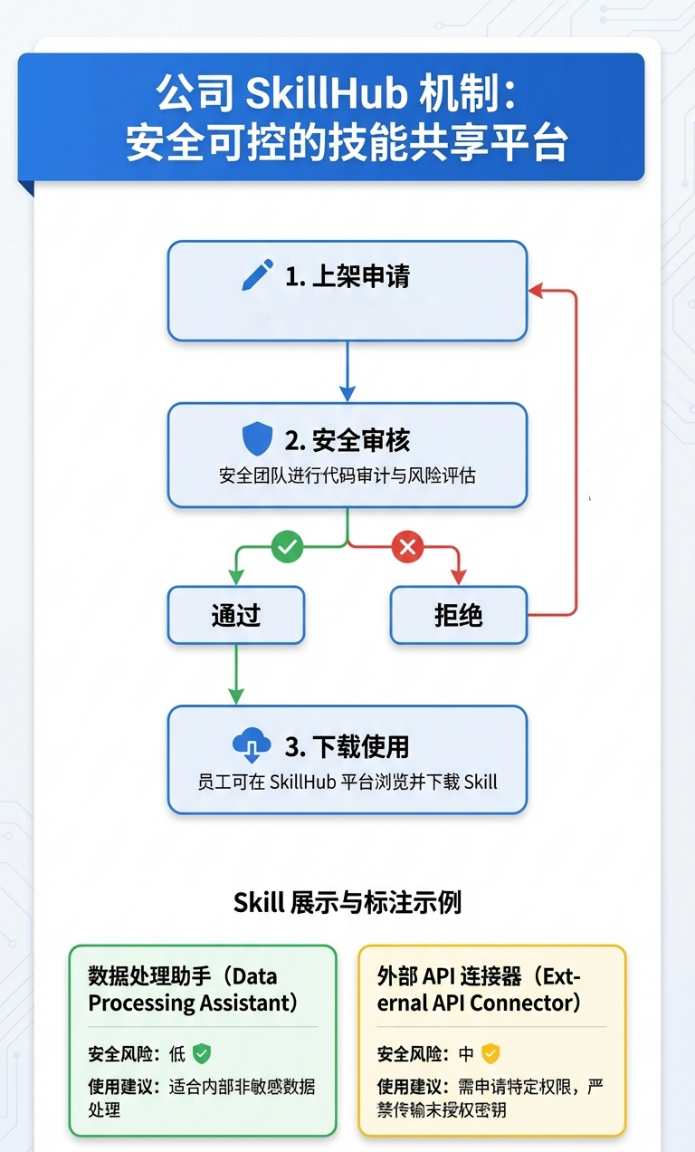 公司 SkillHub 机制：
安全可控的技能共享平台
1. 上架申请
2. 安全审核
安全团队进行代码审计与风险评估
通过
拒绝
3. 下载使用
员工可在 SkillHub 平台浏览并下载 Skill
Skill 展示与标注示例
数据处理助手（Data
Processing Assistant）
安全风险：低
使用建议：适合内部非敏感数据
处理
外部 API 连接器（Ext-
ernal API Connector）
安全风险：中
使用建议：需申请特定权限，严
禁传输末授权密钥